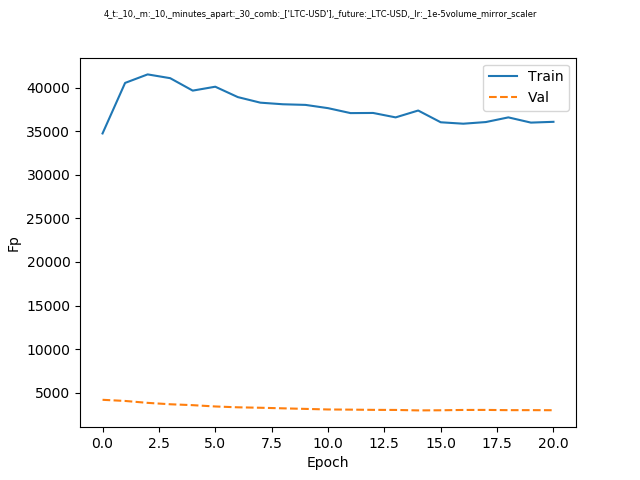 4_t:_10,_m:_10,_minutes_apart:_30_comb:_['LTC-USD'],_future:_LTC-USD,_lr:_1e-5volume_mirror_scaler
Train
Val
40000
35000
30000
25000
20000
15000
10000
5000
Fp
0.0 2.5 5.0 7.5 10.0 12.5 15.0 17.5 20.0
Epoch